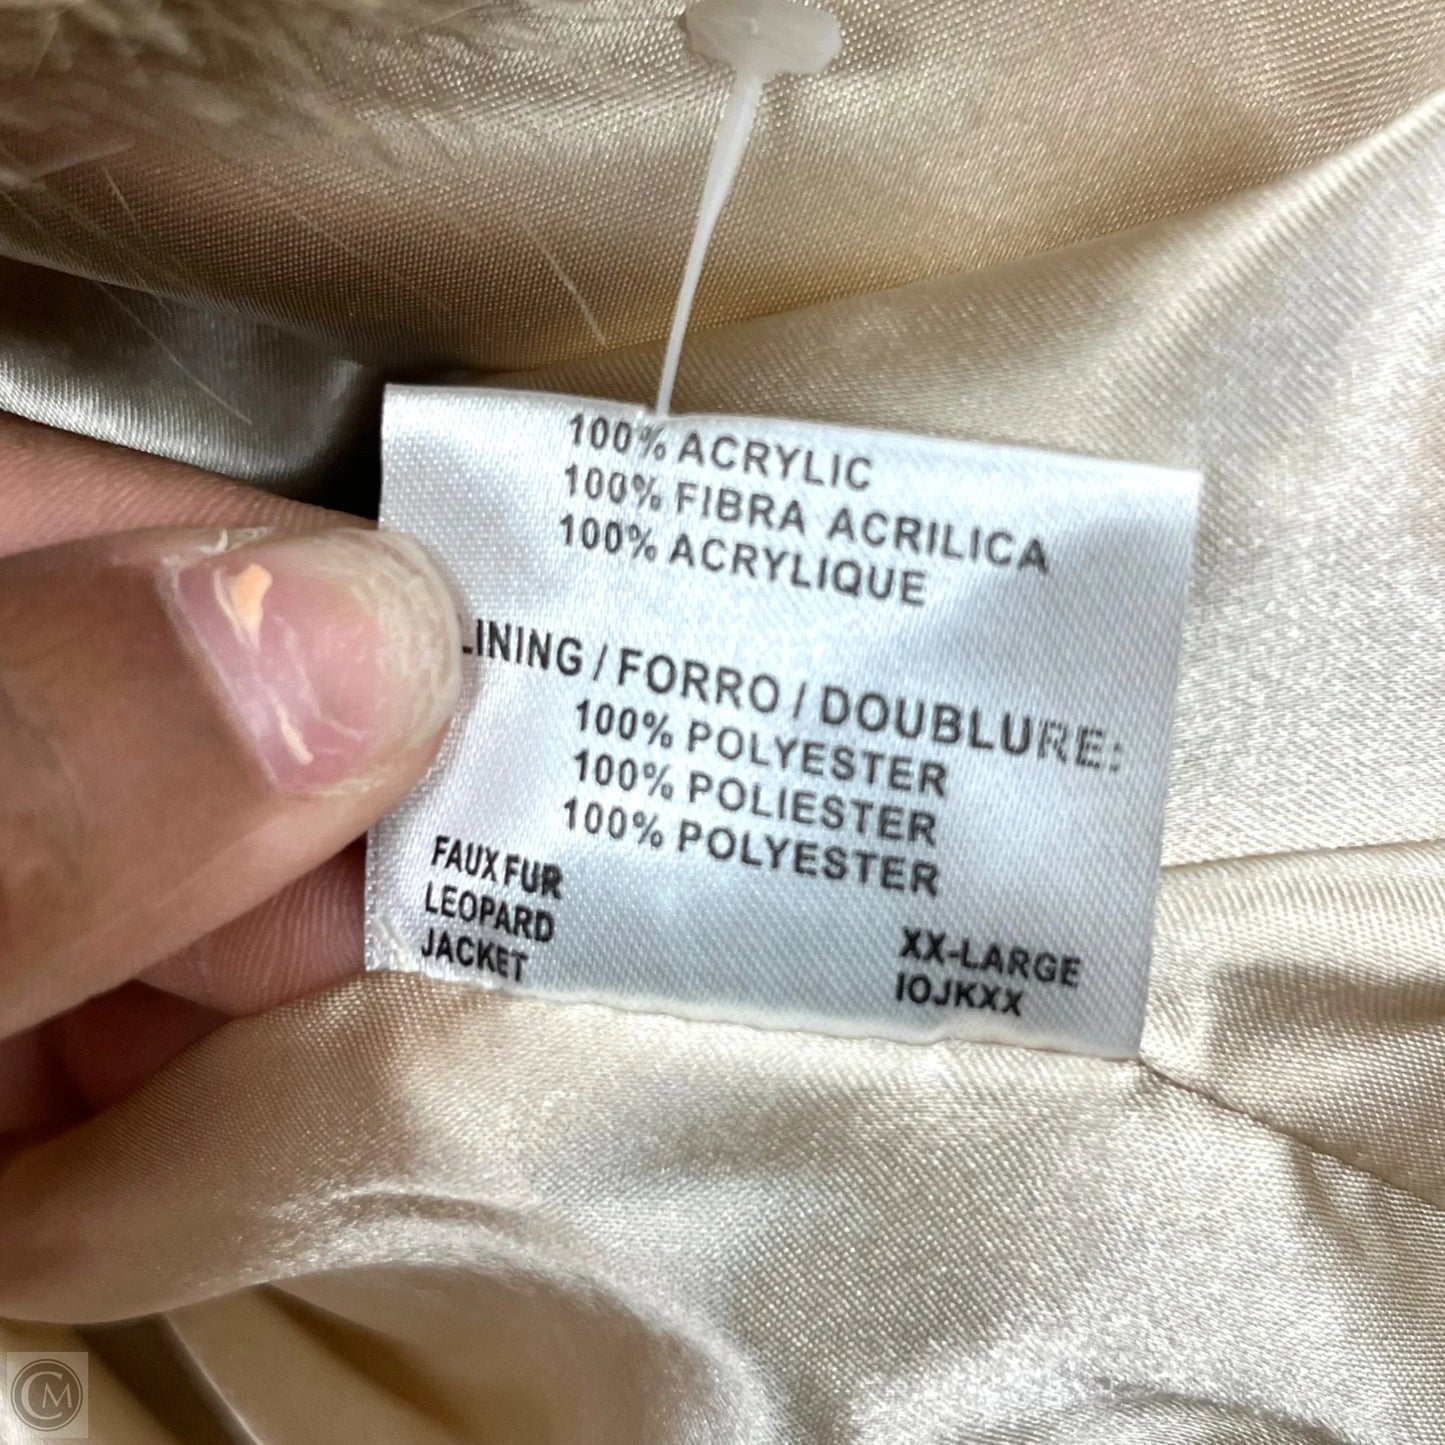 100% ACRYLIC
100% FIBRA ACRILICA
100% ACRYLIQUE
LINING / FORRO / DOUBLURE:
100% POLYESTER
100% POLIESTER
100% POLYESTER
FAUX FUR
LEOPARD
JACKET
XX-LARGE
IOJKXX
CM